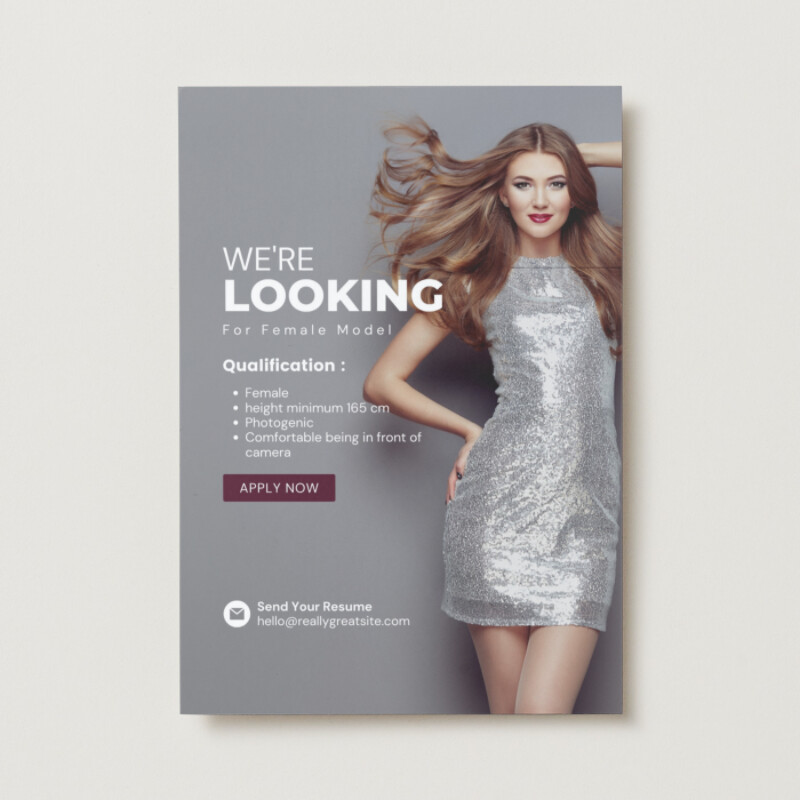 WE'RE
LOOKING
For Female Model
Qualification :
Female
height minimum 165 cm
Photogenic
Comfortable being in front of
camera
APPLY NOW
Send Your Resume
hello@reallygreatsite.com